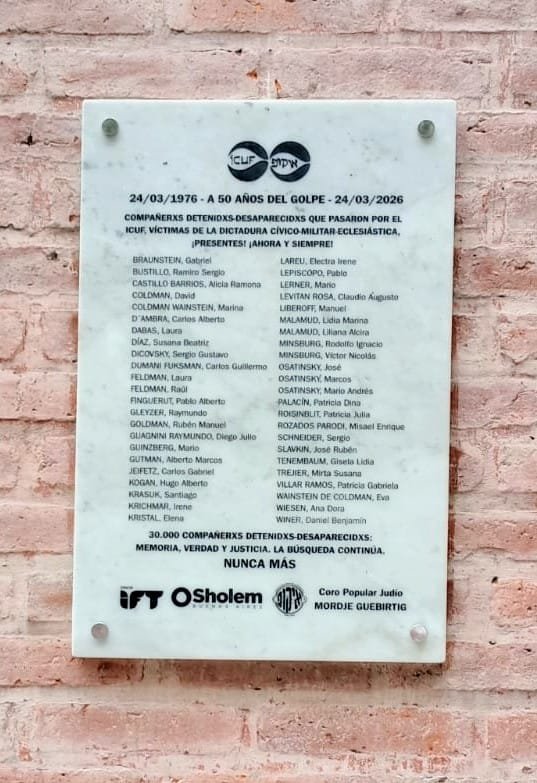 ICUF איקוף
24/03/1976 - A 50 AÑOS DEL GOLPE - 24/03/2026
COMPAÑERXS DETENIDXS-DESAPARECIDXS QUE PASARON POR EL
ICUF, VÍCTIMAS DE LA DICTADURA CÍVICO-MILITAR-ECLESIÁSTICA,
¡PRESENTES! ¡AHORA Y SIEMPRE!
BRAUNSTEIN, Gabriel
BUSTILLO, Ramiro Sergio
CASTILLO BARRIOS, Alicia Ramona
COLDMAN, David
COLDMAN WAINSTEIN, Marina
D´AMBRA, Carlos Alberto
DABAS, Laura
DÍAZ, Susana Beatriz
DICOVSKY, Sergio Gustavo
DUMANI FUKSMAN, Carlos Guillermo
FELDMAN, Laura
FELDMAN, Raúl
FINGUERUT, Pablo Alberto
GLEYZER, Raymundo
GOLDMAN, Rubén Manuel
GUAGNINI RAYMUNDO, Diego Julio
GUINZBERG, Mario
GUTMAN, Alberto Marcos
JEIFETZ, Carlos Gabriel
KOGAN, Hugo Alberto
KRASUK, Santiago
KRICHMAR, Irene
KRISTAL, Elena
LAREU, Electra Irene
LEPISCOPO, Pablo
LERNER, Mario
LEVITAN ROSA, Claudio Augusto
LIBEROFF, Manuel
MALAMUD, Lidia Marina
MALAMUD, Liliana Alcira
MINSBURG, Rodolfo Ignacio
MINSBURG, Víctor Nicolás
OSATINSKY, José
OSATINSKY, Marcos
OSATINSKY, Mario Andrés
PALACÍN, Patricia Dina
ROISINBLIT, Patricia Julia
ROZADOS PARODI, Misael Enrique
SCHNEIDER, Sergio
SLAVKIN, José Rubén
TENEMBAUM, Gisela Lidia
TREJIER, Mirta Susana
VILLAR RAMOS, Patricia Gabriela
WAINSTEIN DE COLDMAN, Eva
WIESEN, Ana Dora
WINER, Daniel Benjamín
30.000 COMPAÑERXS DETENIDXS-DESAPARECIDXS:
MEMORIA, VERDAD Y JUSTICIA. LA BÚSQUEDA CONTINÚA.
NUNCA MÁS
IFT
Sholem
BUENOS AIRES
איקוף
Coro Popular Judío
MORDJE GUEBIRTIG